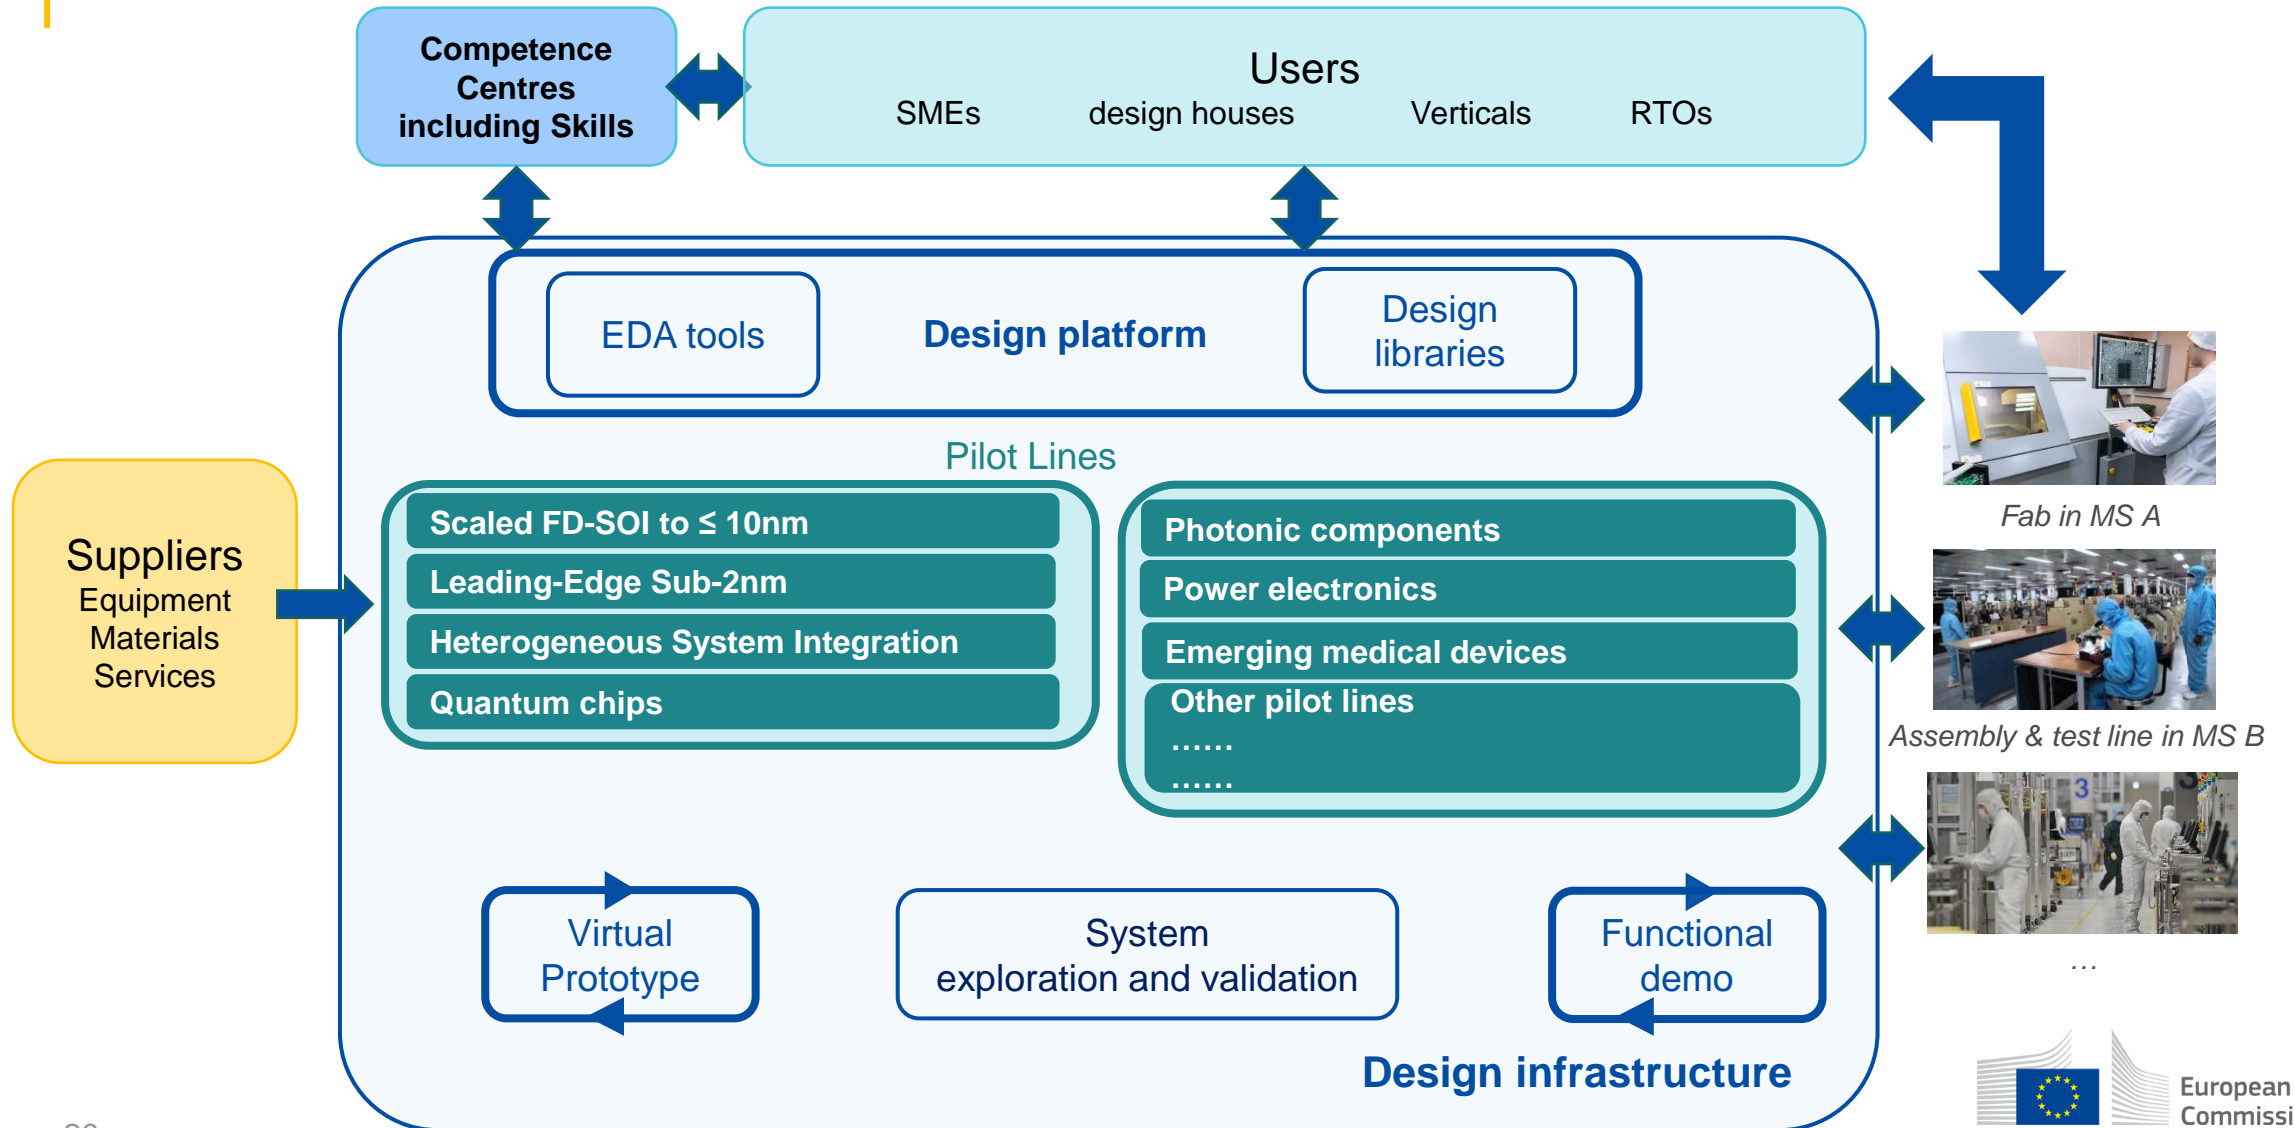 Competence
Centres
including Skills
Users
SMEs design houses Verticals RTOs
EDA tools
Design platform
Design
libraries
Pilot Lines
Suppliers
Equipment
Materials
Services
Scaled FD-SOI to ≤ 10nm
Leading-Edge Sub-2nm
Heterogeneous System Integration
Quantum chips
Photonic components
Power electronics
Emerging medical devices
Other pilot lines
……
……
Fab in MS A
Assembly & test line in MS B
3
…
Virtual
Prototype
System
exploration and validation
Functional
demo
Design infrastructure
European
Commissi